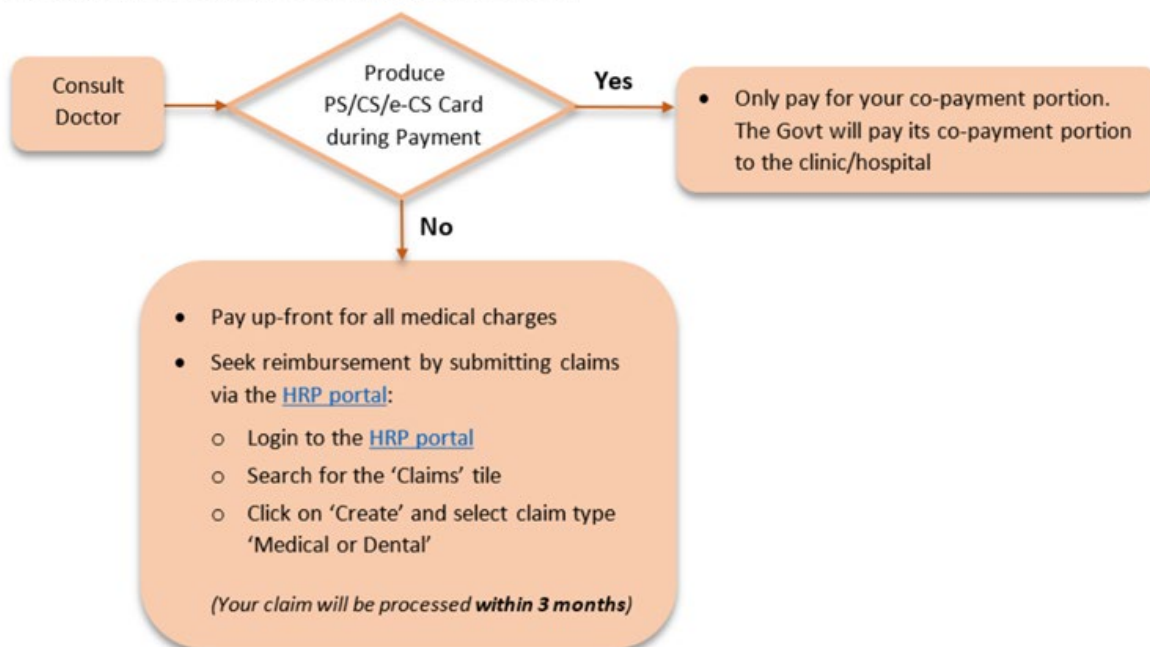 Consult
Doctor
Produce
PS/CS/e-CS Card
during Payment
Yes
• Only pay for your co-payment portion.
The Govt will pay its co-payment portion
to the clinic/hospital
No
• Pay up-front for all medical charges
• Seek reimbursement by submitting claims
via the HRP portal:
o Login to the HRP portal
o Search for the ‘Claims’ tile
o Click on ‘Create’ and select claim type
‘Medical or Dental’
(Your claim will be processed within 3 months)